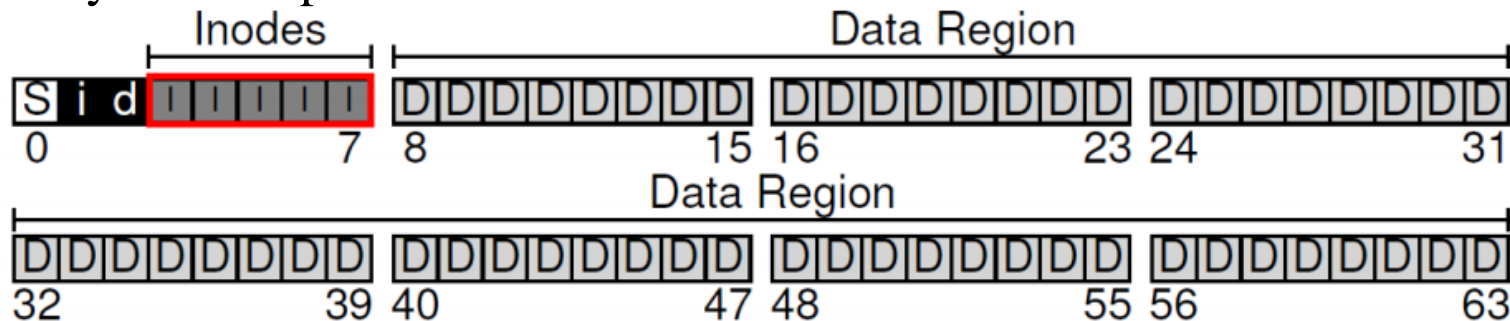 Inodes Data Region
S i d I I I I I D D D D D D D D D D D D D D D D D D D D D D D D
0 7 8 15 16 23 24 31
Data Region
D D D D D D D D D D D D D D D D D D D D D D D D D D D D D D D D
32 39 40 47 48 55 56 63